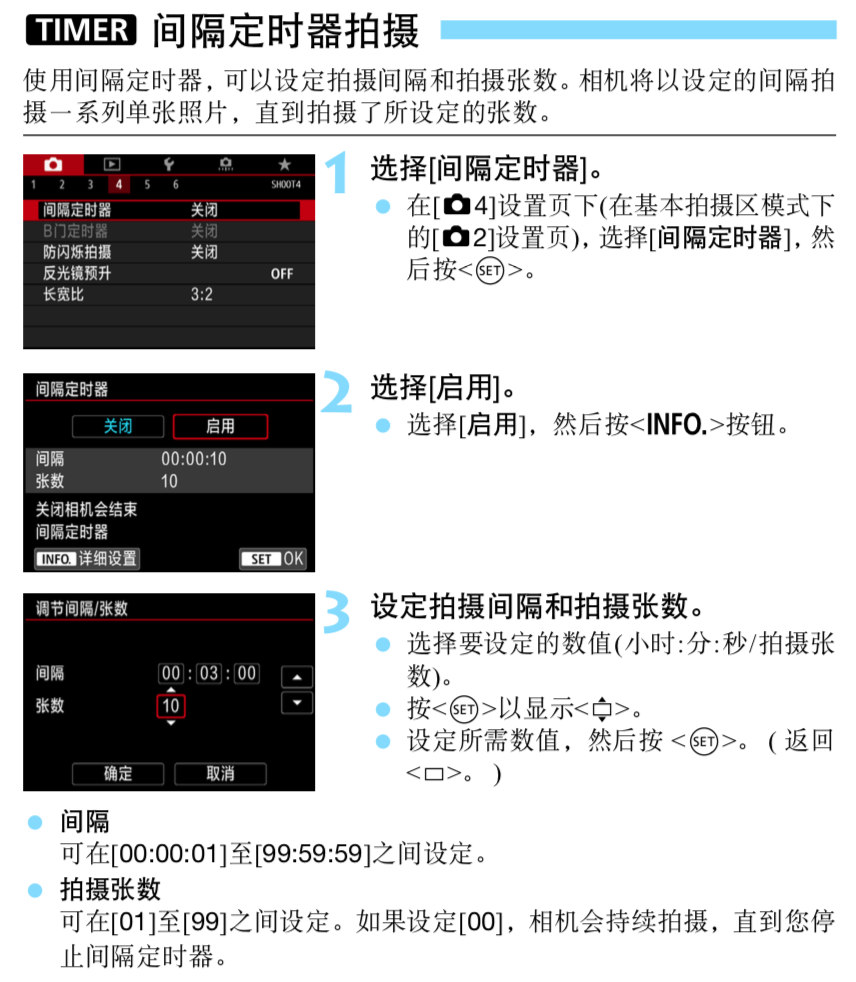 TIMER 间隔定时器拍摄
使用间隔定时器，可以设定拍摄间隔和拍摄张数。相机将以设定的间隔拍
摄一系列单张照片，直到拍摄了所设定的张数。
1 2 3 4 5 6 SHOOT4
间隔定时器 关闭
B门定时器 关闭
防闪烁拍摄 关闭
反光镜预升 OFF
长宽比 3:2
1 选择[间隔定时器]。
● 在[4]设置页下(在基本拍摄区模式下
的[2]设置页)，选择[间隔定时器]，然
后按<SET>。
间隔定时器
关闭 启用
间隔 00:00:10
张数 10
关闭相机会结束
间隔定时器
INFO. 详细设置 SET OK
2 选择[启用]。
● 选择[启用]，然后按<INFO.>按钮。
调节间隔/张数
间隔 00:03:00
张数 10
确定 取消
3 设定拍摄间隔和拍摄张数。
● 选择要设定的数值(小时:分:秒/拍摄张
数)。
● 按<SET>以显示<>。
● 设定所需数值，然后按 <SET>。(返回
<□>。)
● 间隔
可在[00:00:01]至[99:59:59]之间设定。
● 拍摄张数
可在[01]至[99]之间设定。如果设定[00]，相机会持续拍摄，直到您停
止间隔定时器。